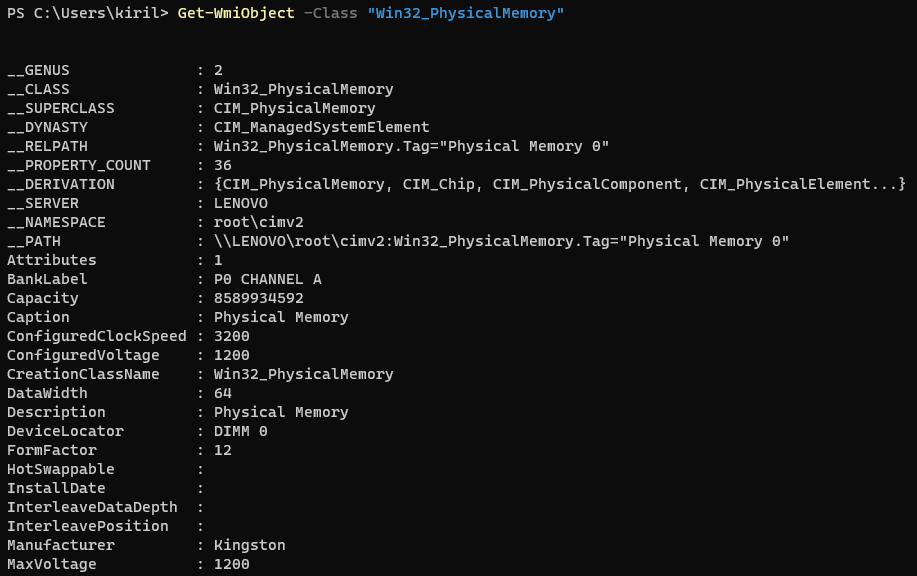 PS C:\Users\kiril> Get-WmiObject -Class "Win32_PhysicalMemory"
__GENUS : 2
__CLASS : Win32_PhysicalMemory
__SUPERCLASS : CIM_PhysicalMemory
__DYNASTY : CIM_ManagedSystemElement
__RELPATH : Win32_PhysicalMemory.Tag="Physical Memory 0"
__PROPERTY_COUNT : 36
__DERIVATION : {CIM_PhysicalMemory, CIM_Chip, CIM_PhysicalComponent, CIM_PhysicalElement...}
__SERVER : LENOVO
__NAMESPACE : root\cimv2
__PATH : \\LENOVO\root\cimv2:Win32_PhysicalMemory.Tag="Physical Memory 0"
Attributes : 1
BankLabel : P0 CHANNEL A
Capacity : 8589934592
Caption : Physical Memory
ConfiguredClockSpeed : 3200
ConfiguredVoltage : 1200
CreationClassName : Win32_PhysicalMemory
DataWidth : 64
Description : Physical Memory
DeviceLocator : DIMM 0
FormFactor : 12
HotSwappable :
InstallDate :
InterleaveDataDepth :
InterleavePosition :
Manufacturer : Kingston
MaxVoltage : 1200